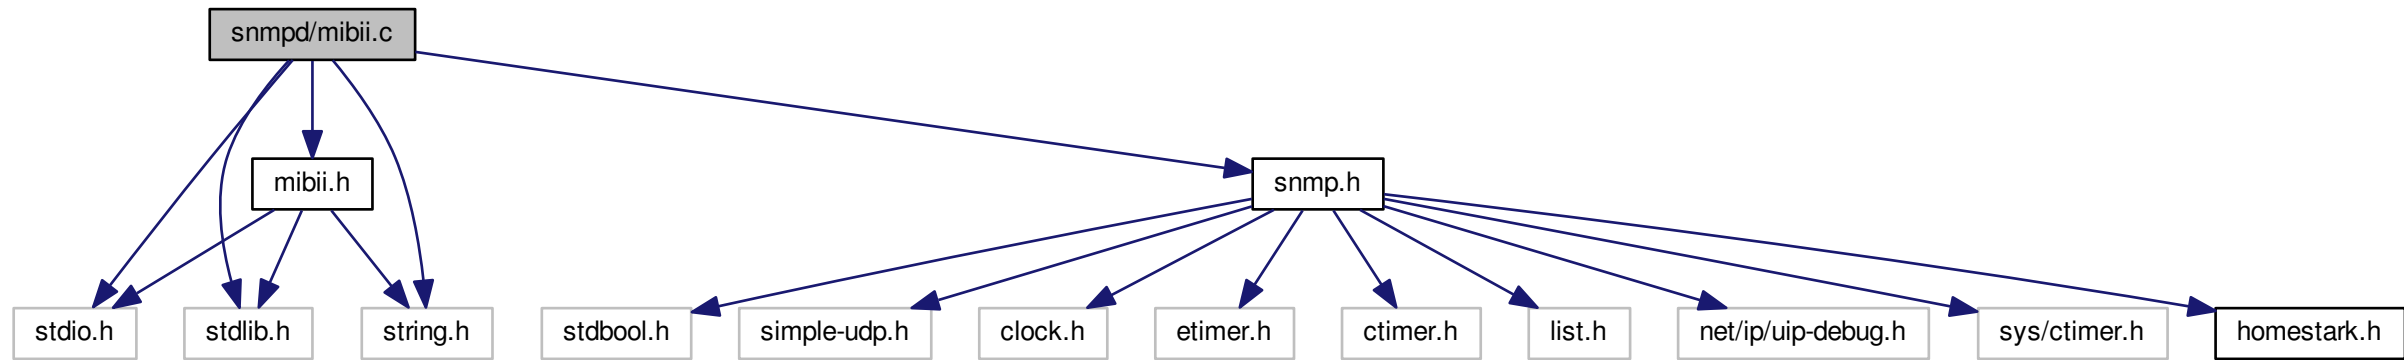 snmpd/mibii.c
mibii.h
snmp.h
stdio.h
stdlib.h
string.h
stdbool.h
simple-udp.h
clock.h
etimer.h
ctimer.h
list.h
net/ip/uip-debug.h
sys/ctimer.h
homestark.h